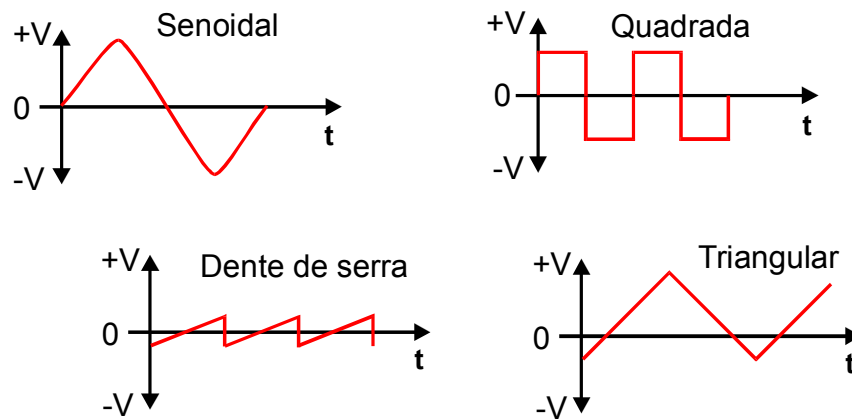 Senoidal
+V
0
t
-V
Quadrada
+V
0
t
-V
Dente de serra
+V
0
t
-V
Triangular
+V
0
t
-V